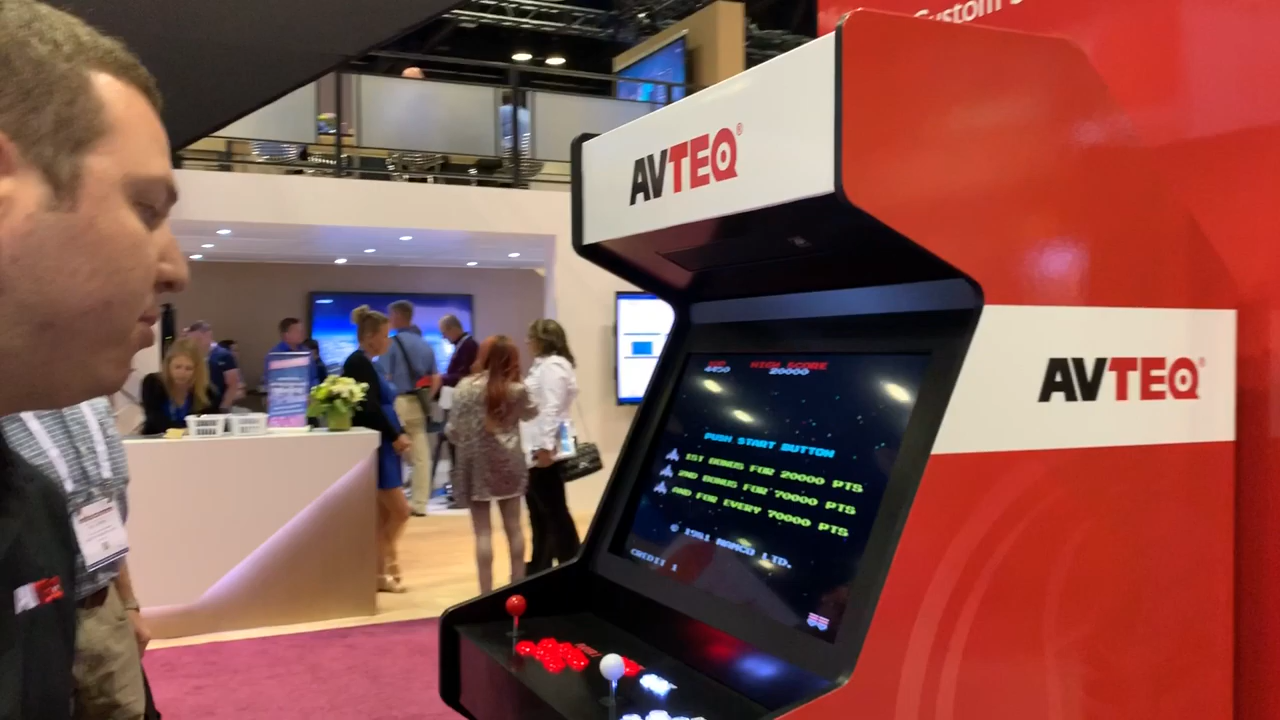 Custom
AVTEQ®
AVTEQ®
4450
HIGH SCORE
20000
PUSH START BUTTON
1ST BONUS FOR 20000 PTS
2ND BONUS FOR 70000 PTS
AND FOR EVERY 70000 PTS
© 1981 NAMCO LTD.
CREDIT 1